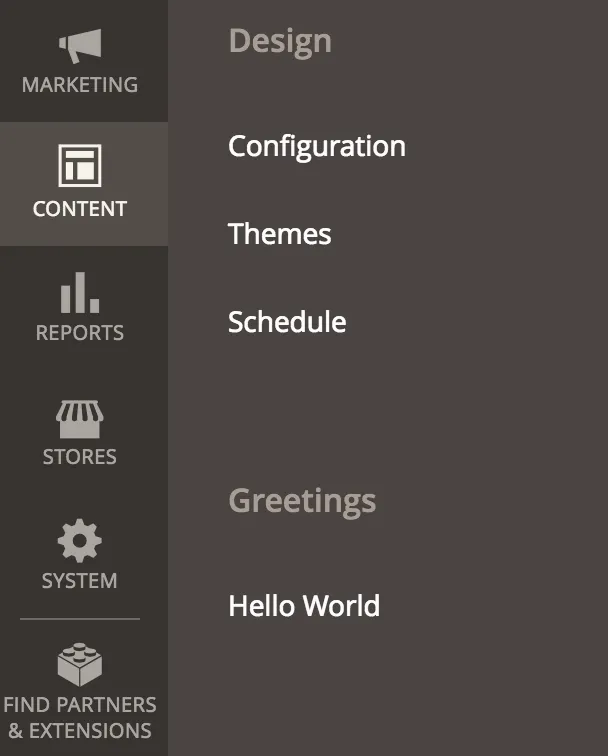 MARKETING
CONTENT
REPORTS
STORES
SYSTEM
FIND PARTNERS
& EXTENSIONS
Design
Configuration
Themes
Schedule
Greetings
Hello World